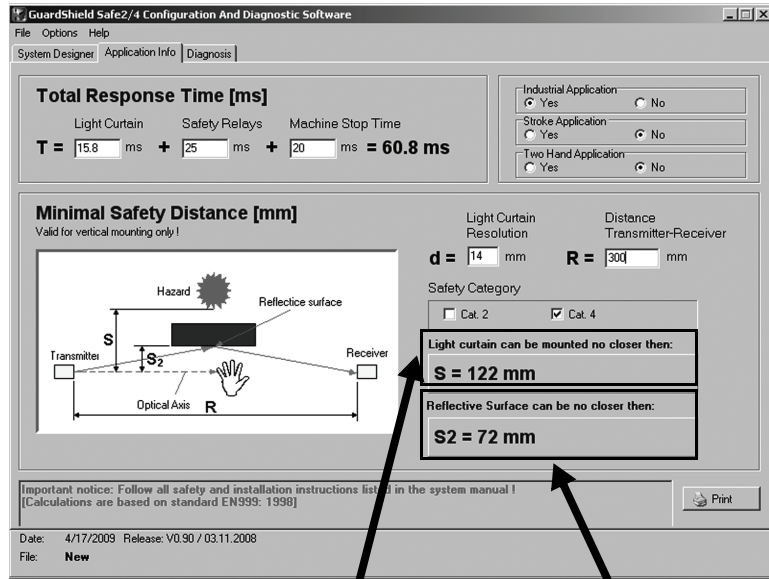 GuardShield Safe2/4 Configuration And Diagnostic Software
File Options Help
System Designer Application Info Diagnosis
Total Response Time [ms]
Light Curtain Safety Relays Machine Stop Time
T = 15.8 ms + 25 ms + 20 ms = 60.8 ms
Industrial Application
Yes No
Stroke Application
Yes No
Two Hand Application
Yes No
Minimal Safety Distance [mm]
Valid for vertical mounting only !
Light Curtain Resolution
Distance Transmitter-Receiver
d = 14 mm R = 300 mm
Hazard
Reflectice surface
S
S2
Transmitter
Receiver
Optical Axis
R
Safety Category
Cat. 2 Cat. 4
Light curtain can be mounted no closer then:
S = 122 mm
Reflective Surface can be no closer then:
S2 = 72 mm
Important notice: Follow all safety and installation instructions listed in the system manual !
[Calculations are based on standard EN999: 1998]
Print
Date: 4/17/2009 Release: V0.90 / 03.11.2008
File: New